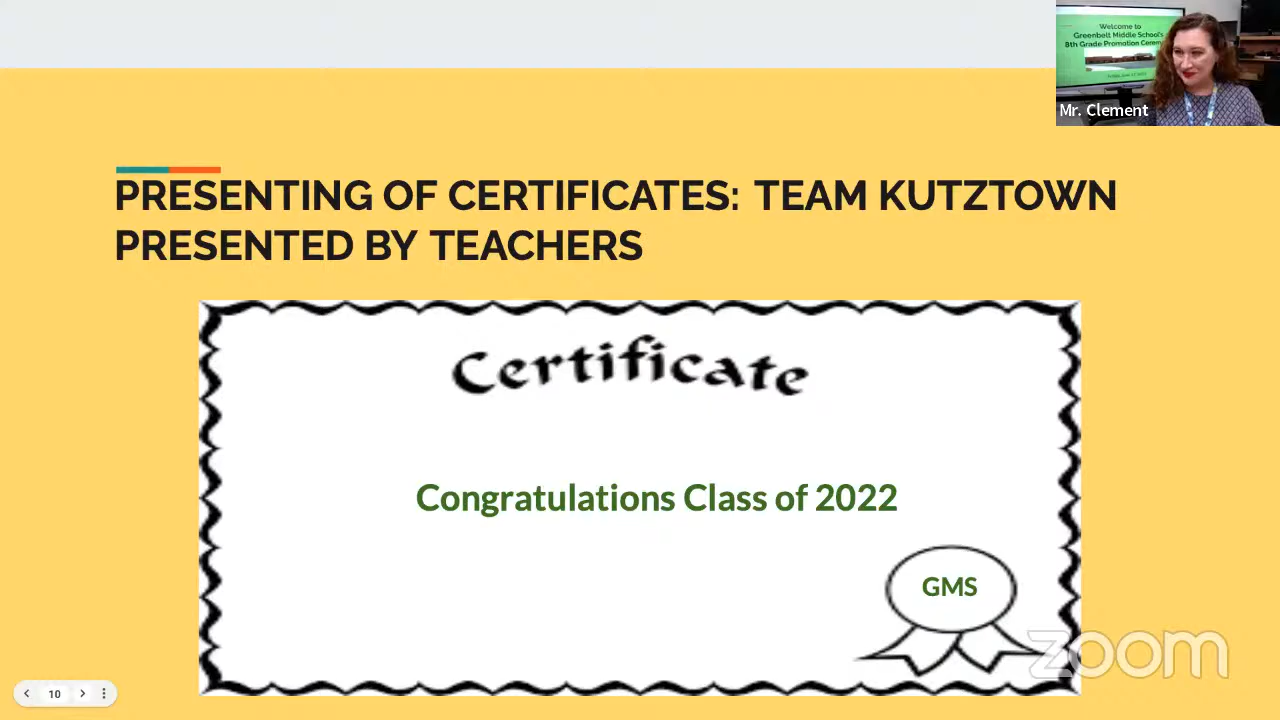 Welcome to
Greenbelt Middle School's
8th Grade Promotion
Mr. Clement
PRESENTING OF CERTIFICATES: TEAM KUTZTOWN
PRESENTED BY TEACHERS
Certificate
Congratulations Class of 2022
GMS
zoom
10